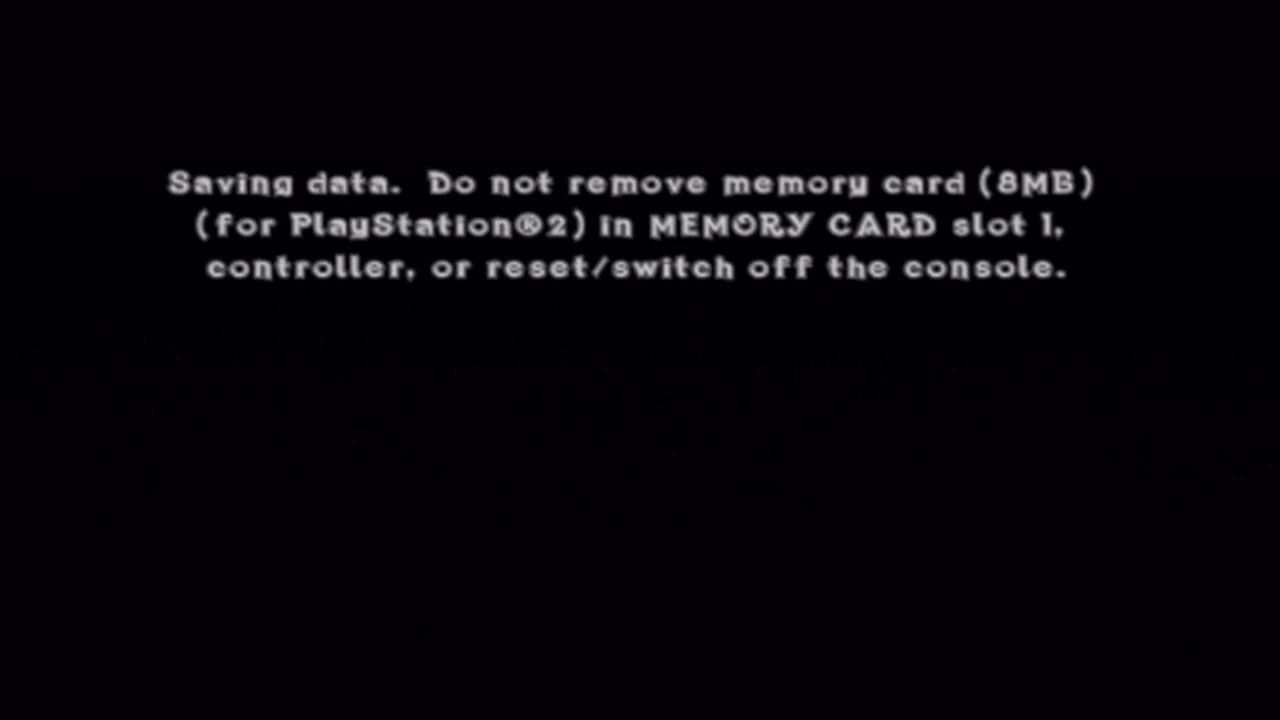 Saving data.  Do not remove memory card (8MB)
(for PlayStation®2) in MEMORY CARD slot 1,
controller, or reset/switch off the console.